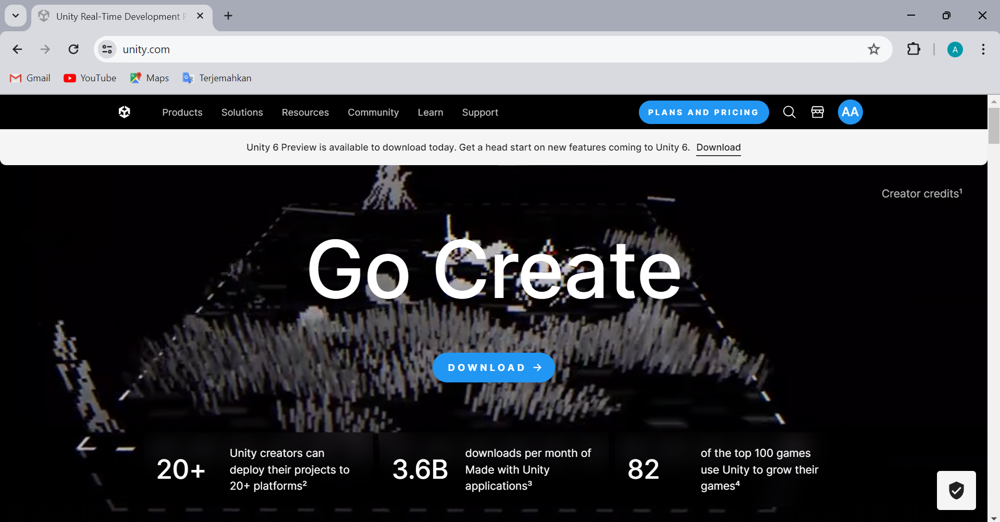 Unity Real-Time Development P
unity.com
A
Gmail YouTube Maps Terjemahkan
Products Solutions Resources Community Learn Support PLANS AND PRICING AA
Unity 6 Preview is available to download today. Get a head start on new features coming to Unity 6. Download
Creator credits¹
Go Create
DOWNLOAD →
20+
Unity creators can
deploy their projects to
20+ platforms²
3.6B
downloads per month of
Made with Unity
applications³
82
of the top 100 games
use Unity to grow their
games⁴